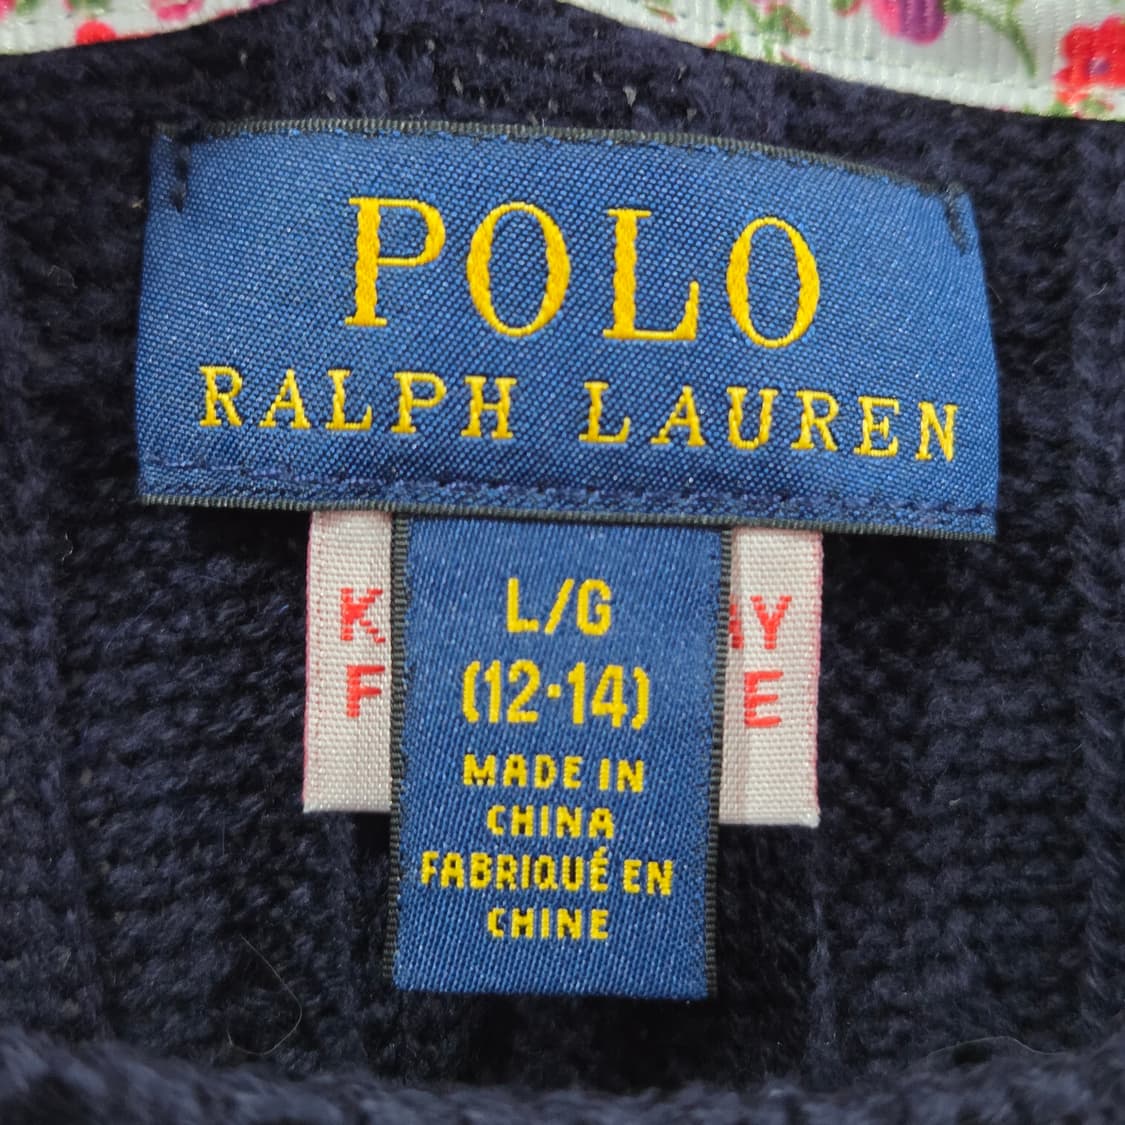 POLO
RALPH LAUREN
L/G
(12-14)
MADE IN
CHINA
FABRIQUÉ EN
CHINE